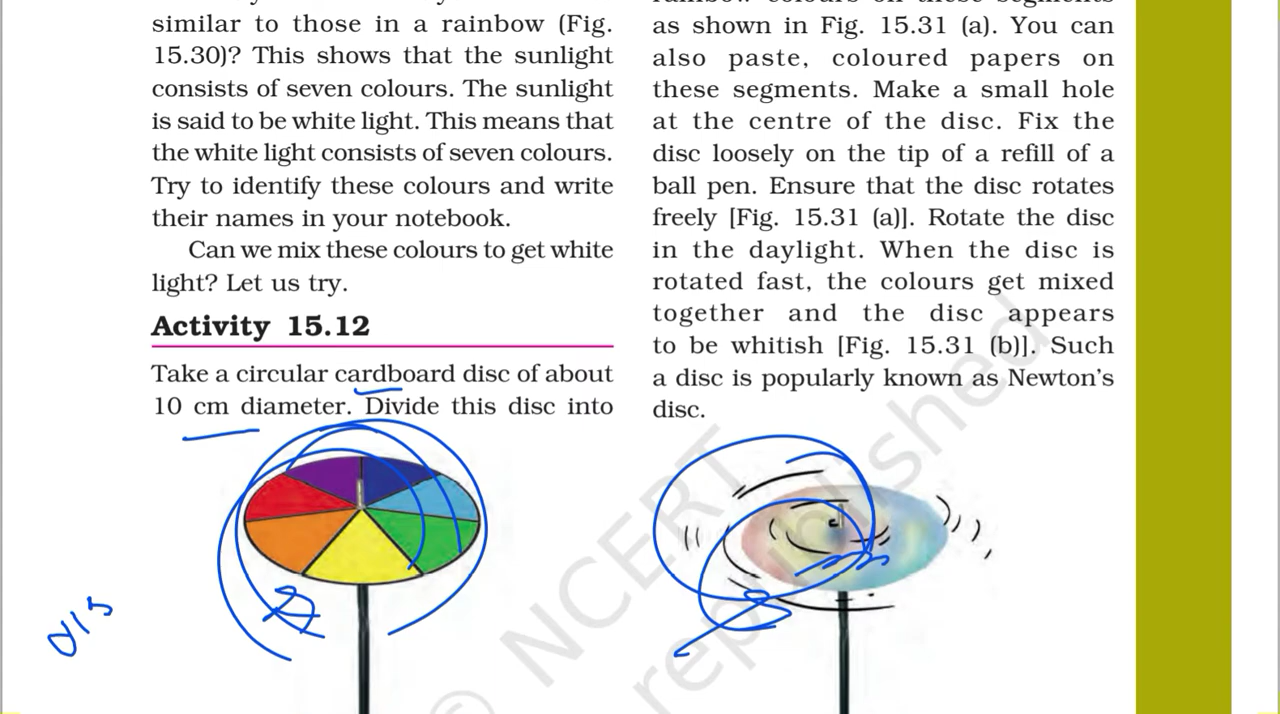 similar to those in a rainbow (Fig.
15.30)? This shows that the sunlight
consists of seven colours. The sunlight
is said to be white light. This means that
the white light consists of seven colours.
Try to identify these colours and write
their names in your notebook.
Can we mix these colours to get white
light? Let us try.
Activity 15.12
Take a circular cardboard disc of about
10 cm diameter. Divide this disc into
as shown in Fig. 15.31 (a). You can
also paste, coloured papers on
these segments. Make a small hole
at the centre of the disc. Fix the
disc loosely on the tip of a refill of a
ball pen. Ensure that the disc rotates
freely [Fig. 15.31 (a)]. Rotate the disc
in the daylight. When the disc is
rotated fast, the colours get mixed
together and the disc appears
to be whitish [Fig. 15.31 (b)]. Such
a disc is popularly known as Newton's
disc.
© NCERT
republished